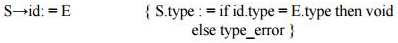 S→id: = E { S.type : = if id.type = E.type then void
else type_error }